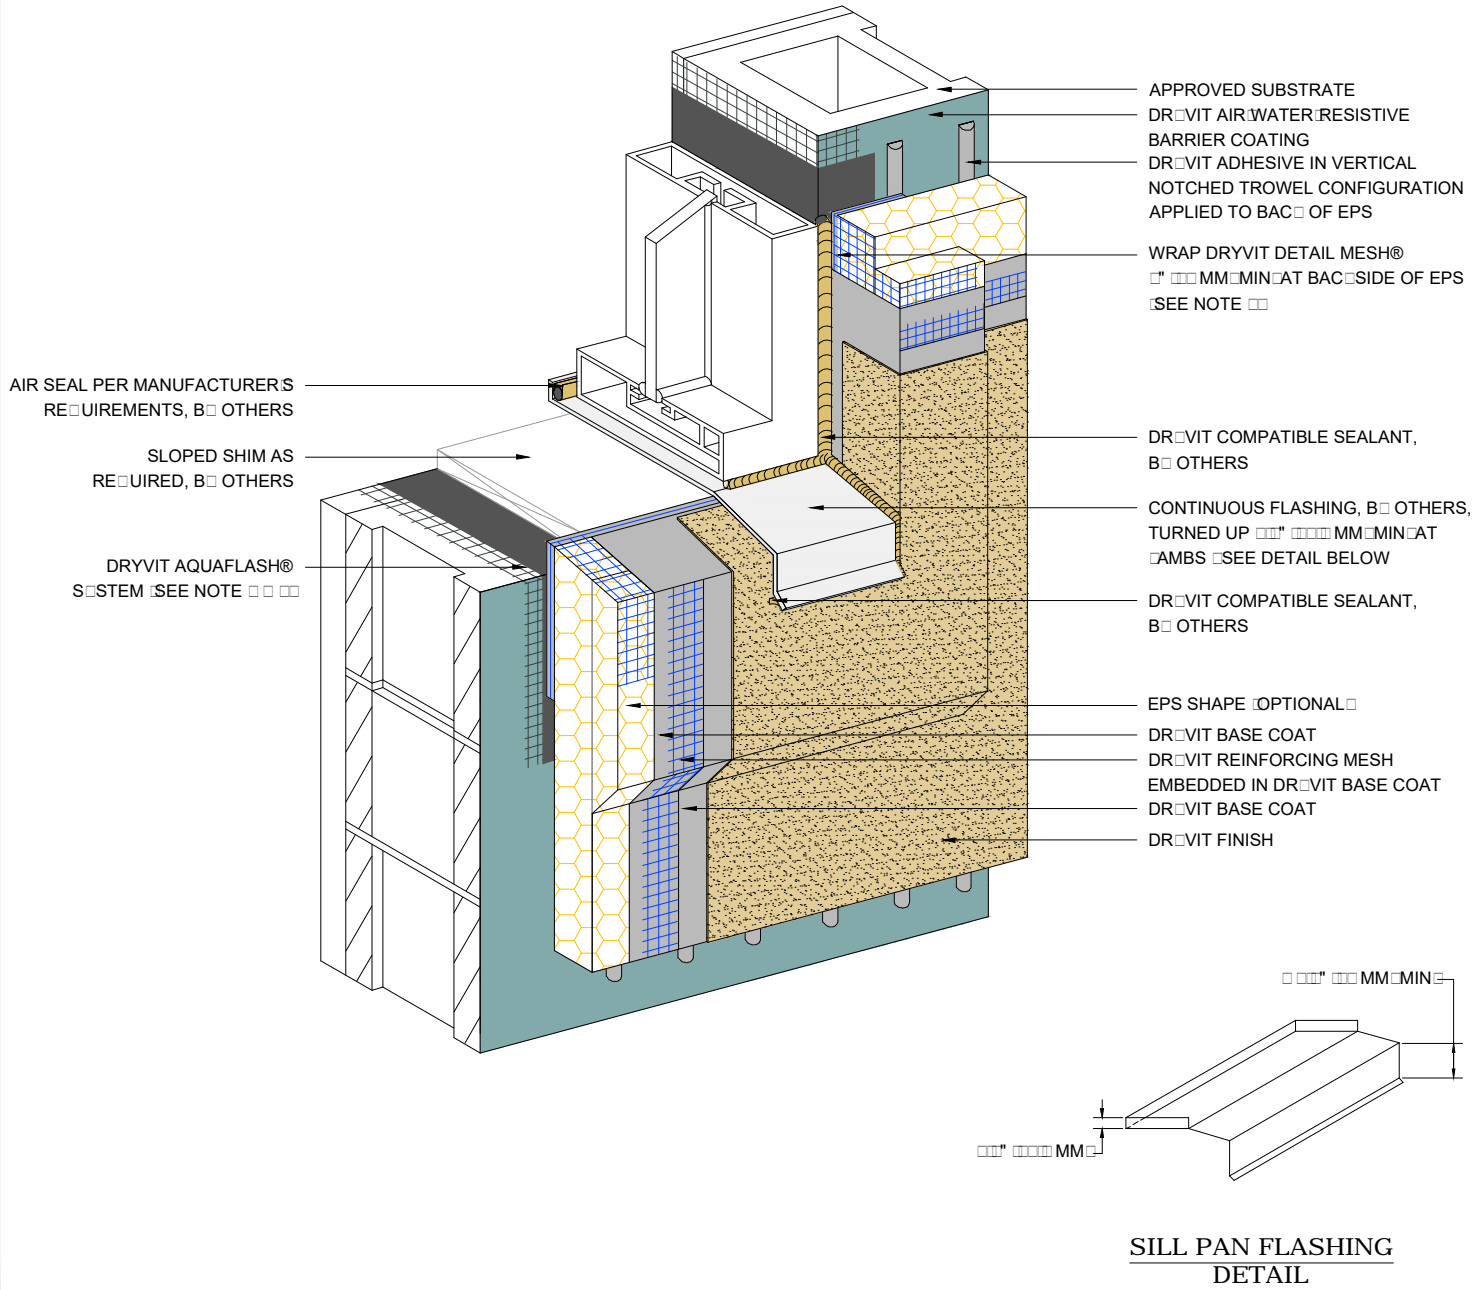 APPROVED SUBSTRATE
DR□VIT AIR□WATER□RESISTIVE
BARRIER COATING
DR□VIT ADHESIVE IN VERTICAL
NOTCHED TROWEL CONFIGURATION
APPLIED TO BAC□ OF EPS
WRAP DRYVIT DETAIL MESH®
□" □□□ MM□MIN□AT BAC□SIDE OF EPS
□SEE NOTE □□
AIR SEAL PER MANUFACTURER□S
RE□UIREMENTS, B□ OTHERS
SLOPED SHIM AS
RE□UIRED, B□ OTHERS
DRYVIT AQUAFLASH®
S□STEM □SEE NOTE □ □ □□
DR□VIT COMPATIBLE SEALANT,
B□ OTHERS
CONTINUOUS FLASHING, B□ OTHERS,
TURNED UP □□□" □□□□ MM□MIN□AT
□AMBS □SEE DETAIL BELOW
DR□VIT COMPATIBLE SEALANT,
B□ OTHERS
EPS SHAPE □OPTIONAL□
DR□VIT BASE COAT
DR□VIT REINFORCING MESH
EMBEDDED IN DR□VIT BASE COAT
DR□VIT BASE COAT
DR□VIT FINISH
□ □□□" □□□ MM□MIN□
□□□" □□□□ MM□
SILL PAN FLASHING
DETAIL